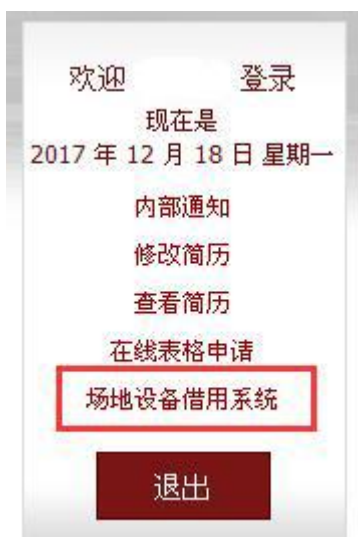 欢迎 登录
现在是
2017 年 12 月 18 日 星期一
内部通知
修改简历
查看简历
在线表格申请
场地设备借用系统
退出